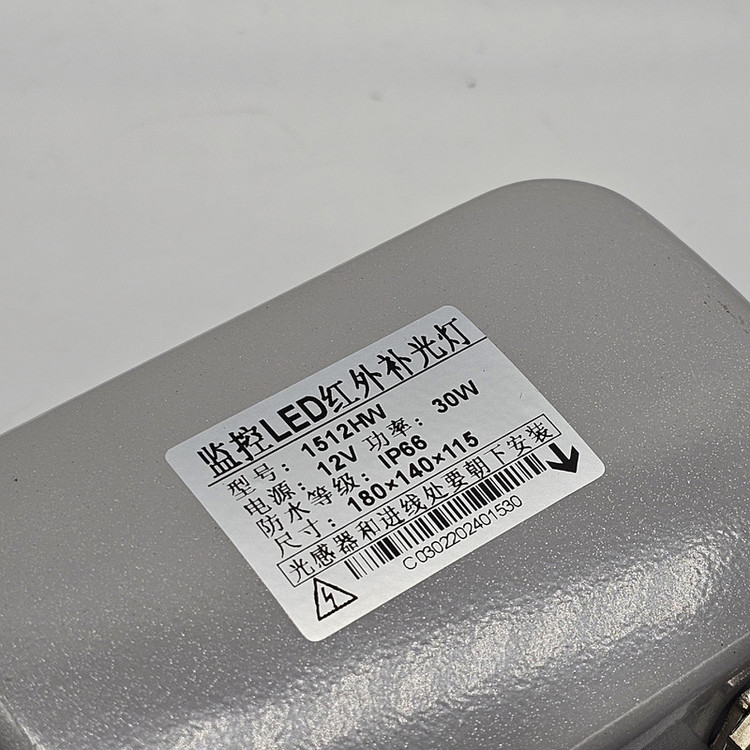 监控LED红外补光灯
型号：1512HW
电源：12V 功率：30W
防水等级：IP66
尺寸：180×140×115
光感器和进线处要朝下安装
C0302202401530